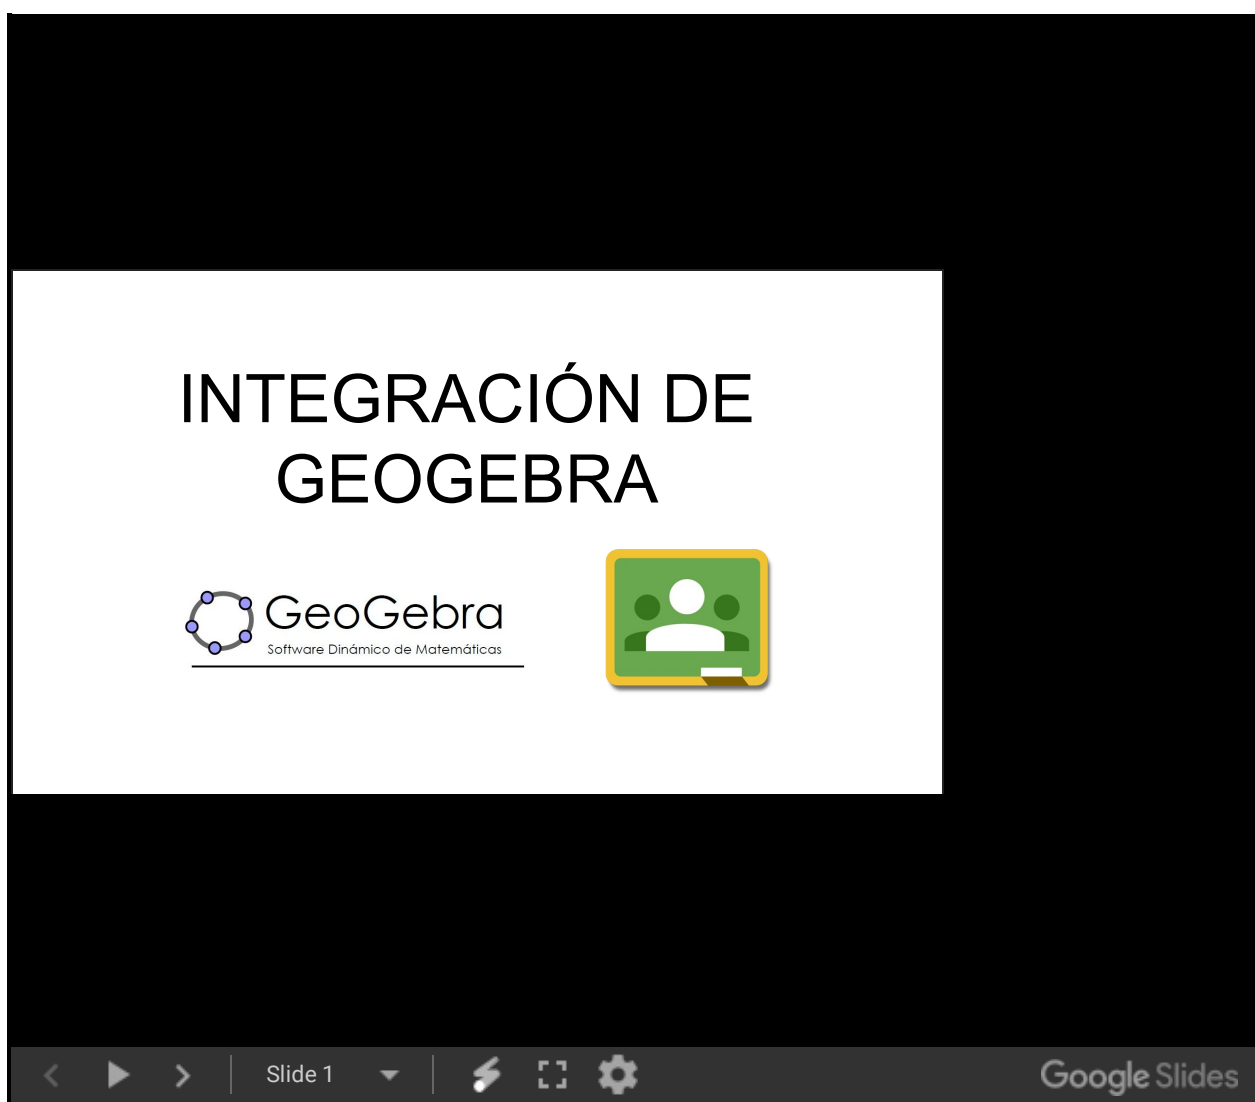 INTEGRACIÓN DE
GEOGEBRA
GeoGebra
Software Dinámico de Matemáticas
Slide 1
Google Slides